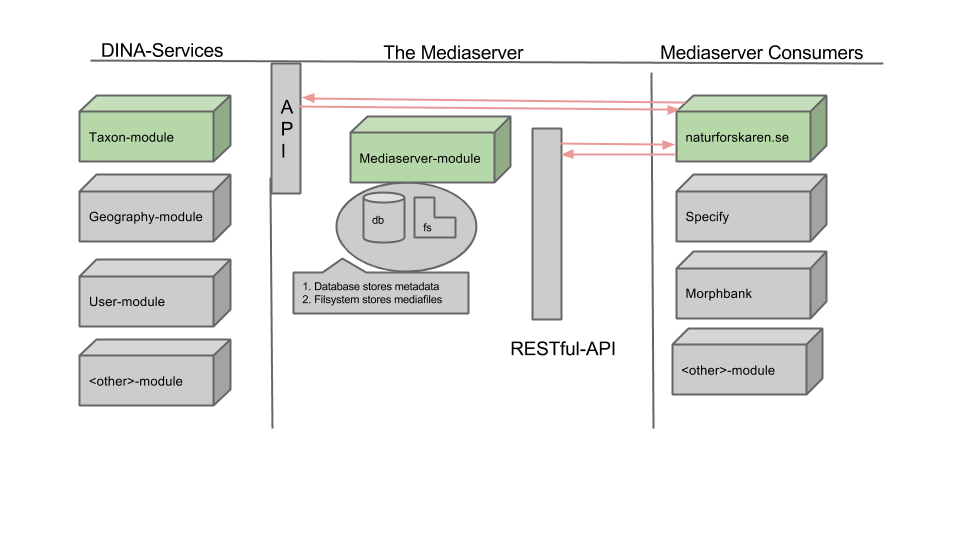 DINA-Services
The Mediaserver
Mediaserver Consumers
A
P
I
Taxon-module
Geography-module
User-module
<other>-module
Mediaserver-module
db
fs
1. Database stores metadata
2. Filsystem stores mediafiles
RESTful-API
naturforskaren.se
Specify
Morphbank
<other>-module